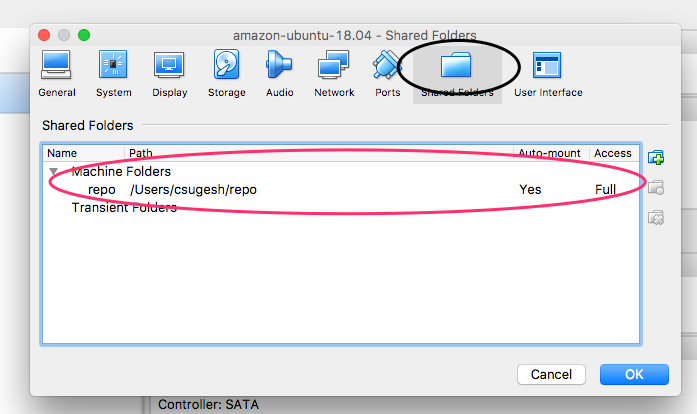 amazon-ubuntu-18.04 - Shared Folders
General System Display Storage Audio Network Ports Shared Folders User Interface
Shared Folders
Name Path Auto-mount Access
Machine Folders
repo /Users/csugesh/repo Yes Full
Transient Folders
Cancel OK
Controller: SATA